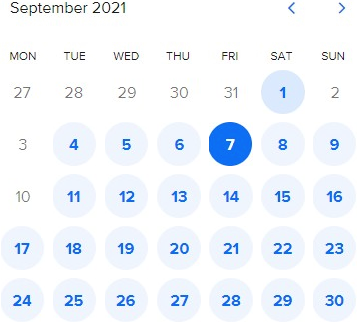 September 2021
MON TUE WED THU FRI SAT SUN
27 28 29 30 31 1 2
3 4 5 6 7 8 9
10 11 12 13 14 15 16
17 18 19 20 21 22 23
24 25 26 27 28 29 30